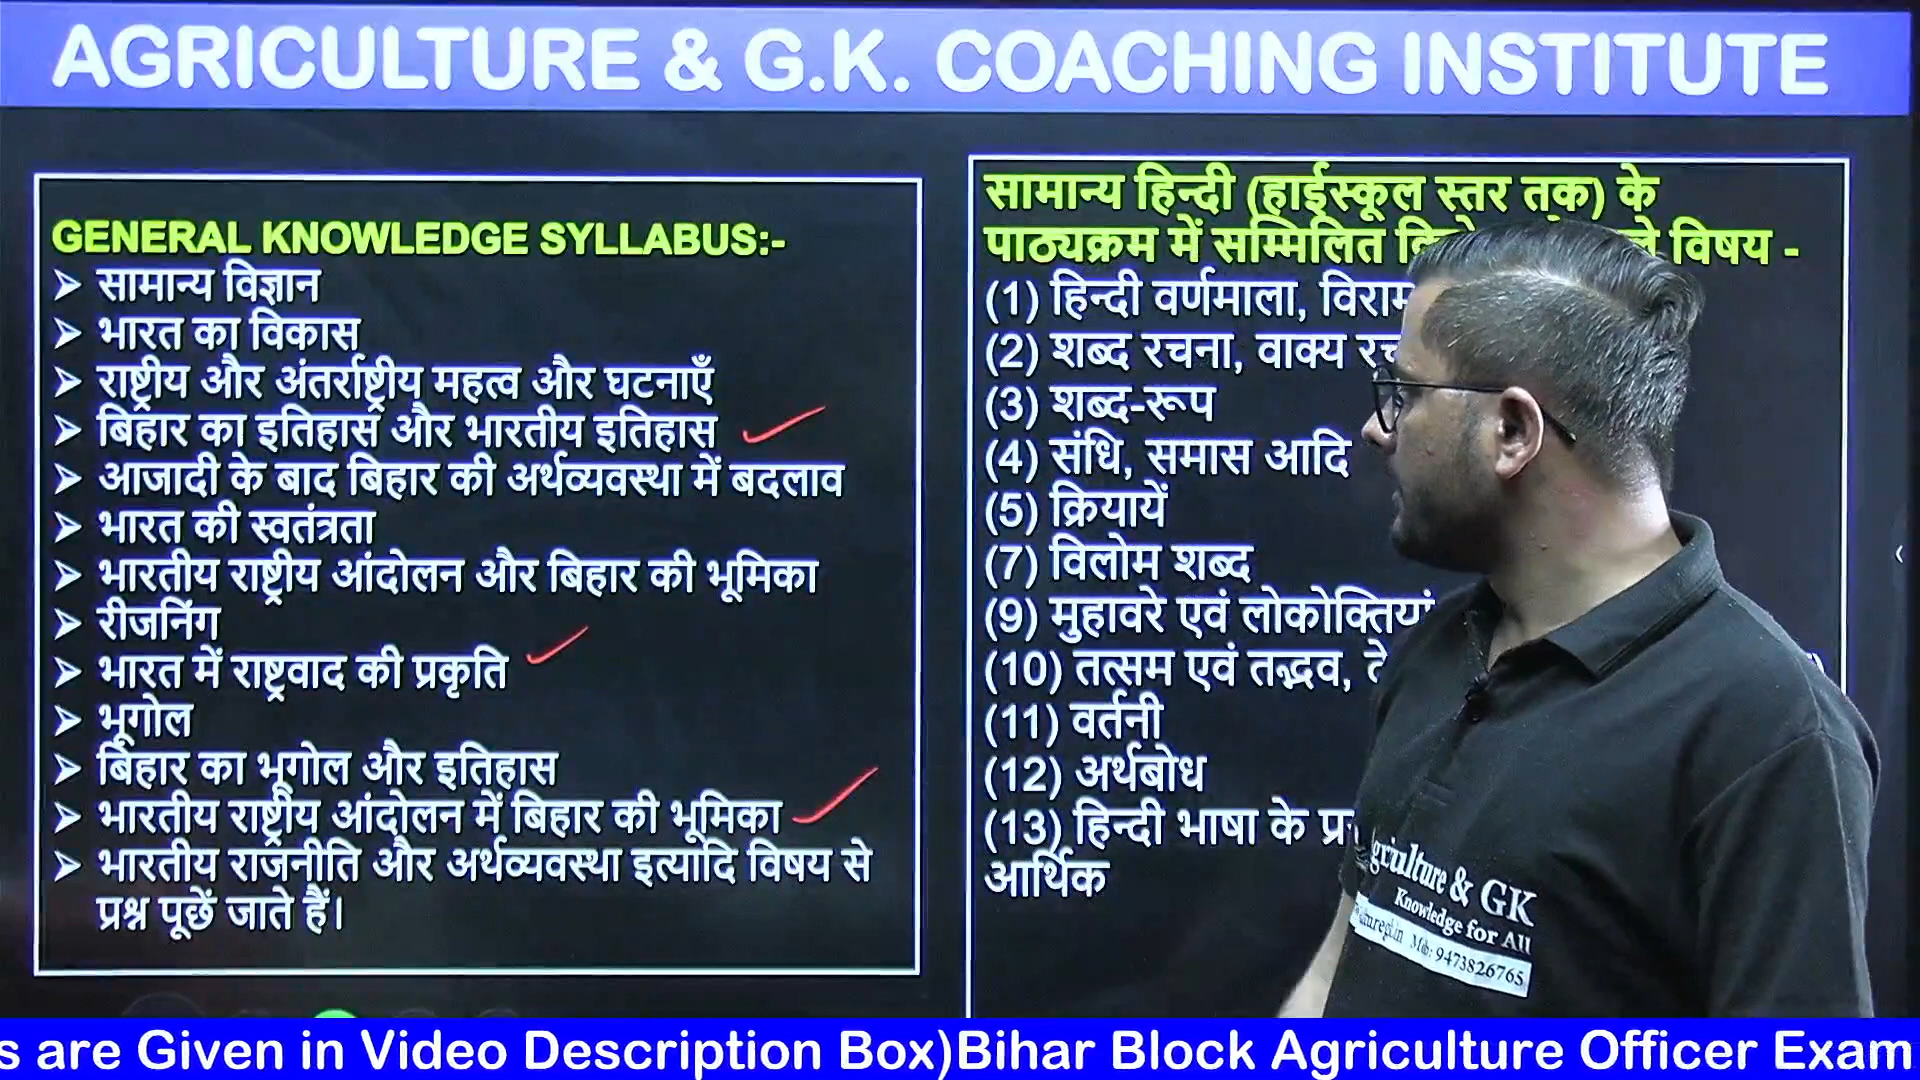 AGRICULTURE & G.K. COACHING INSTITUTE
GENERAL KNOWLEDGE SYLLABUS:-
➤ सामान्य विज्ञान
➤ भारत का विकास
➤ राष्ट्रीय और अंतर्राष्ट्रीय महत्व और घटनाएँ
➤ बिहार का इतिहास और भारतीय इतिहास
➤ आजादी के बाद बिहार की अर्थव्यवस्था में बदलाव
➤ भारत की स्वतंत्रता
➤ भारतीय राष्ट्रीय आंदोलन और बिहार की भूमिका
➤ रीजनिंग
➤ भारत में राष्ट्रवाद की प्रकृति
➤ भूगोल
➤ बिहार का भूगोल और इतिहास
➤ भारतीय राष्ट्रीय आंदोलन में बिहार की भूमिका
➤ भारतीय राजनीति और अर्थव्यवस्था इत्यादि विषय से
प्रश्न पूछें जाते हैं।
सामान्य हिन्दी (हाईस्कूल स्तर तक) के
पाठ्यक्रम में सम्मिलित विषय -
(1) हिन्दी वर्णमाला, विराम
(2) शब्द रचना, वाक्य
(3) शब्द-रूप
(4) संधि, समास आदि
(5) क्रियायें
(7) विलोम शब्द
(9) मुहावरे एवं लोकोक्तियां
(10) तत्सम एवं तद्भव,
(11) वर्तनी
(12) अर्थबोध
(13) हिन्दी भाषा के
आर्थिक
& GK
Knowledge for All
Mob: 9473826765
s are Given in Video Description Box)Bihar Block Agriculture Officer Exam